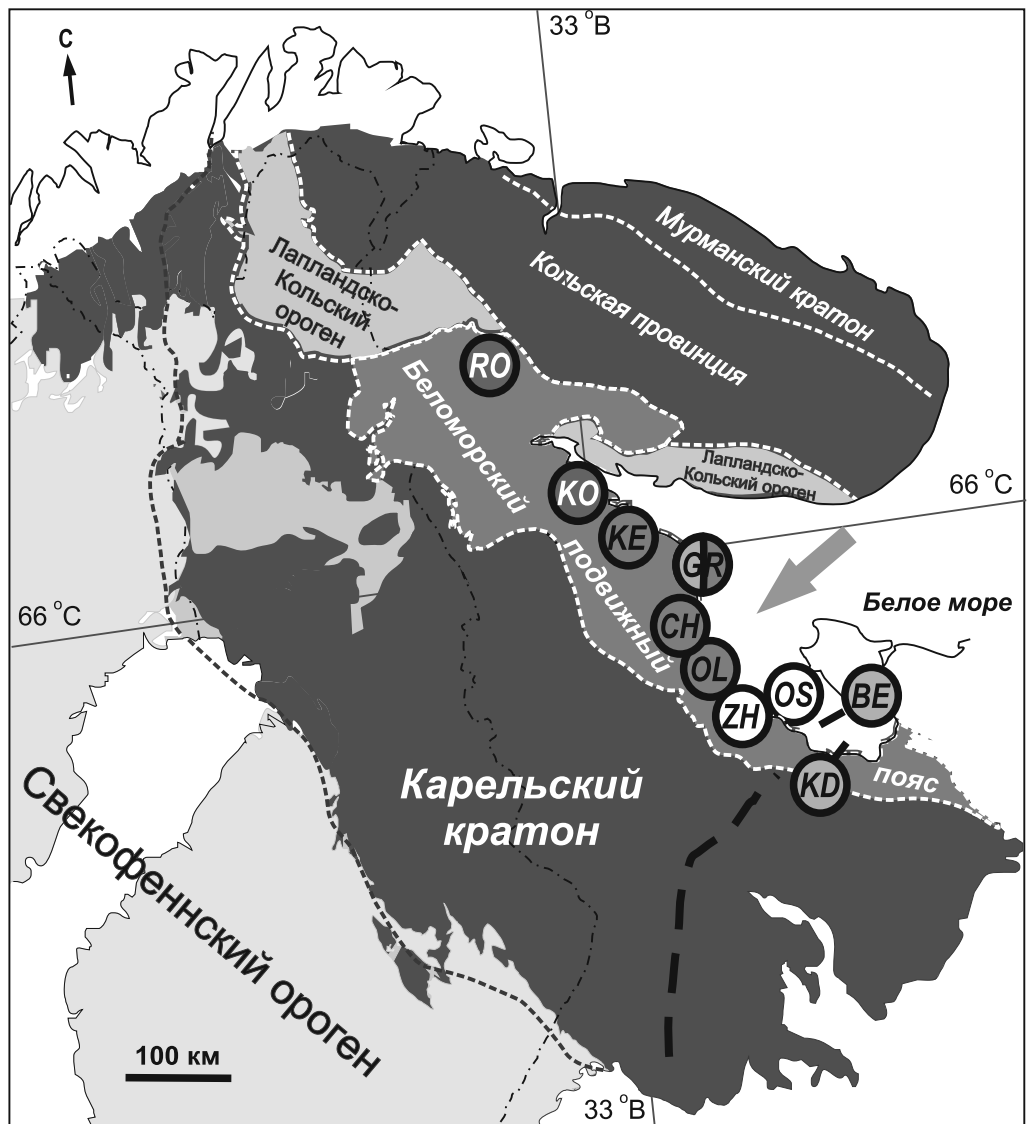 33 °В
С
Мурманский кратон
Кольская провинция
Лапландско-
Кольский
ороген
RO
Беломорский
Лапландско-
Кольский ороген
66 °С
KO
KE
GR
подвижный
Белое море
66 °С
CH
OL
OS
BE
ZH
KD
пояс
Карельский
кратон
Свекофеннский ороген
100 км
33 °В